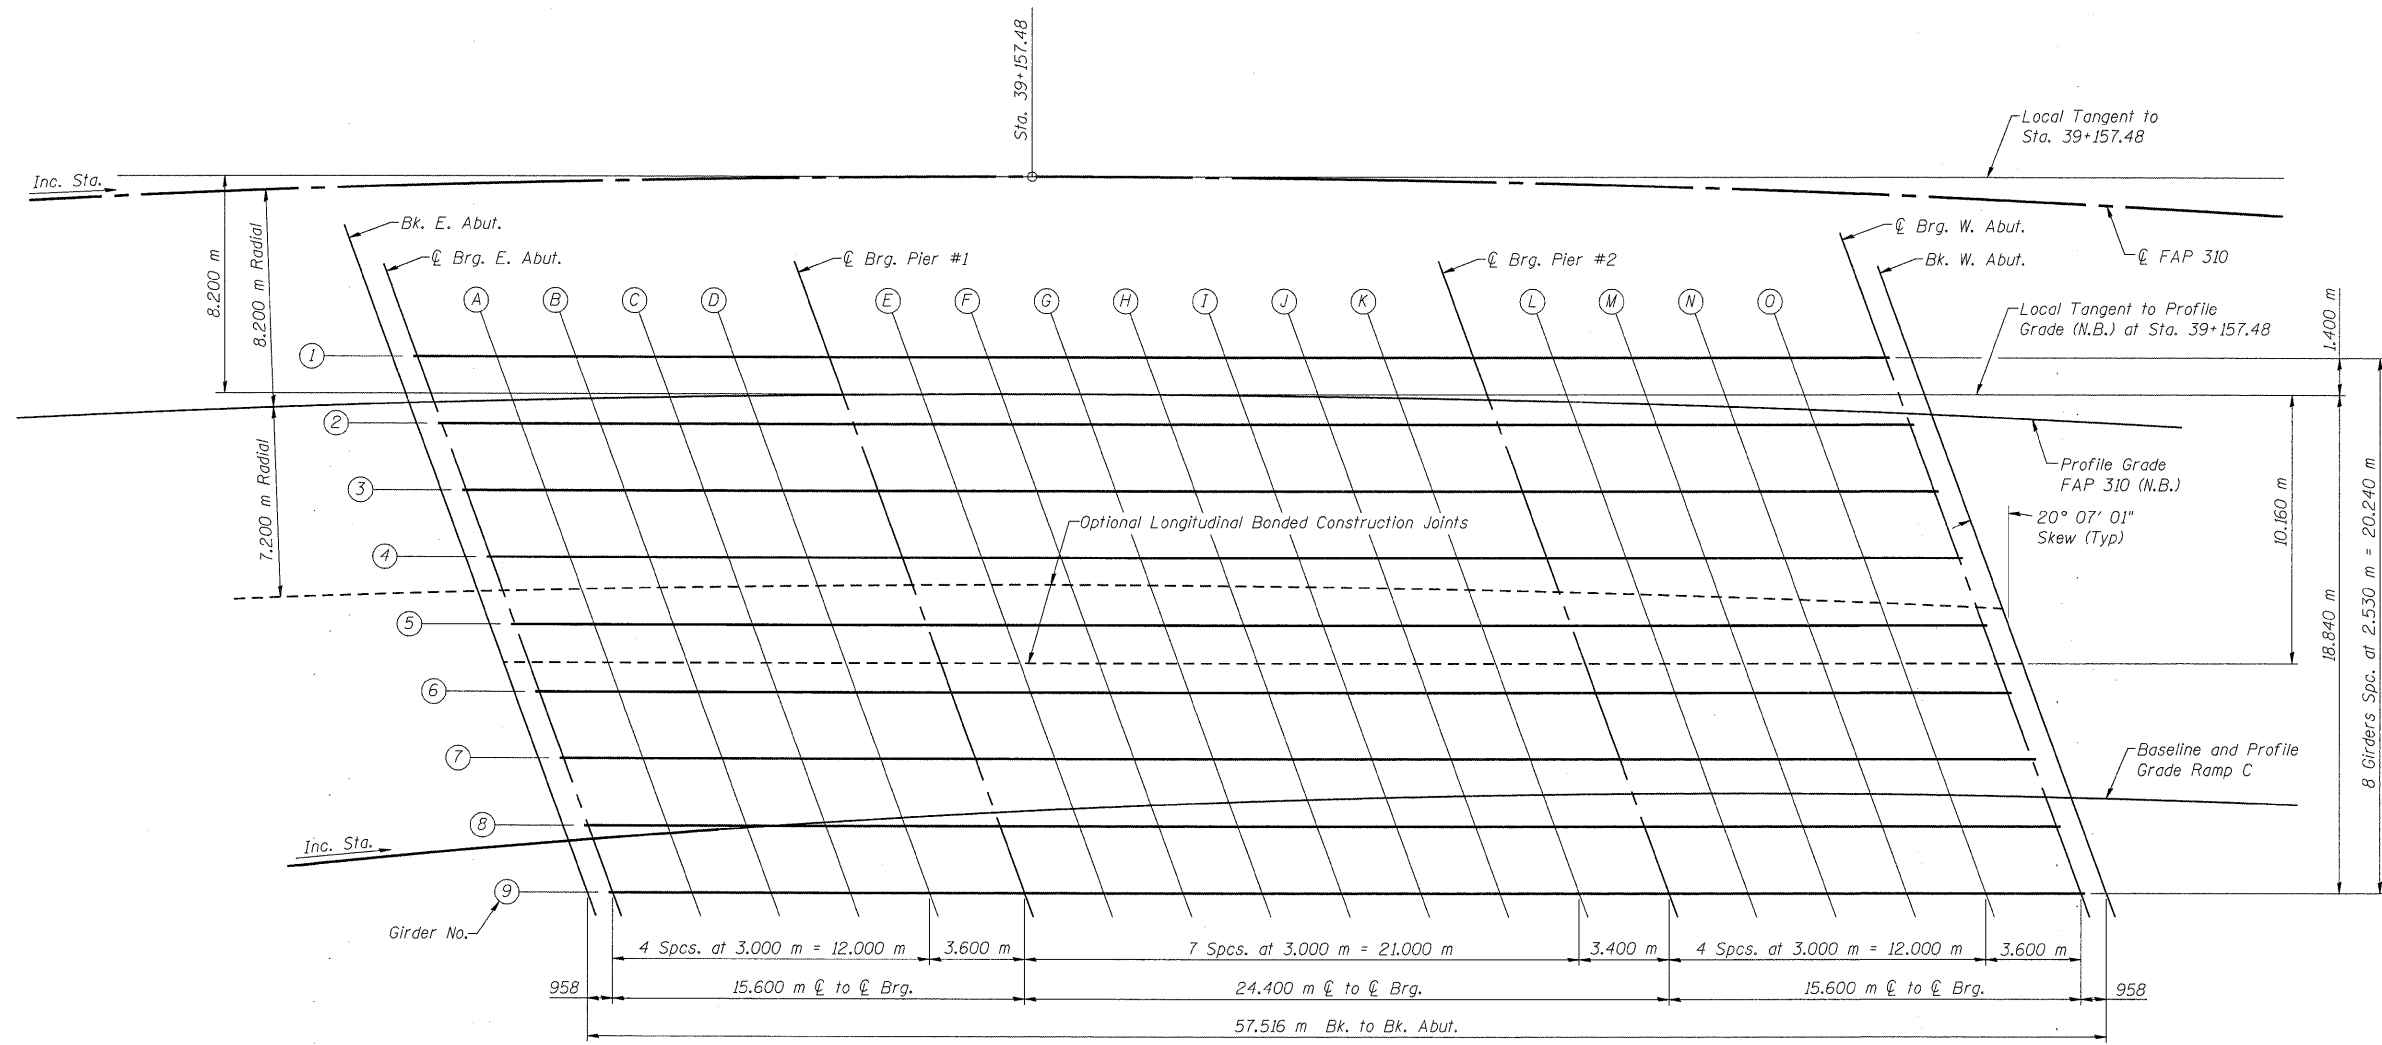 Sta. 39+157.48
Local Tangent to
Sta. 39+157.48
Inc. Sta.
8.200 m
8.200 m Radial
7.200 m Radial
Bk. E. Abut.
℄ Brg. E. Abut.
℄ Brg. Pier #1
℄ Brg. Pier #2
℄ Brg. W. Abut.
Bk. W. Abut.
℄ FAP 310
A B C D E F G H I J K L M N O
Local Tangent to Profile
Grade (N.B.) at Sta. 39+157.48
1.400 m
1
2
3
4
5
6
7
8
9
Profile Grade
FAP 310 (N.B.)
20° 07' 01"
Skew (Typ)
Optional Longitudinal Bonded Construction Joints
10.160 m
18.840 m
8 Girders Spc. at 2.530 m = 20.240 m
Baseline and Profile
Grade Ramp C
Inc. Sta.
Girder No.
4 Spcs. at 3.000 m = 12.000 m
3.600 m
7 Spcs. at 3.000 m = 21.000 m
3.400 m
4 Spcs at 3.000 m = 12.000 m
3.600 m
958
15.600 m ℄ to ℄ Brg.
24.400 m ℄ to ℄ Brg.
15.600 m ℄ to ℄ Brg.
958
57.516 m Bk. to Bk. Abut.